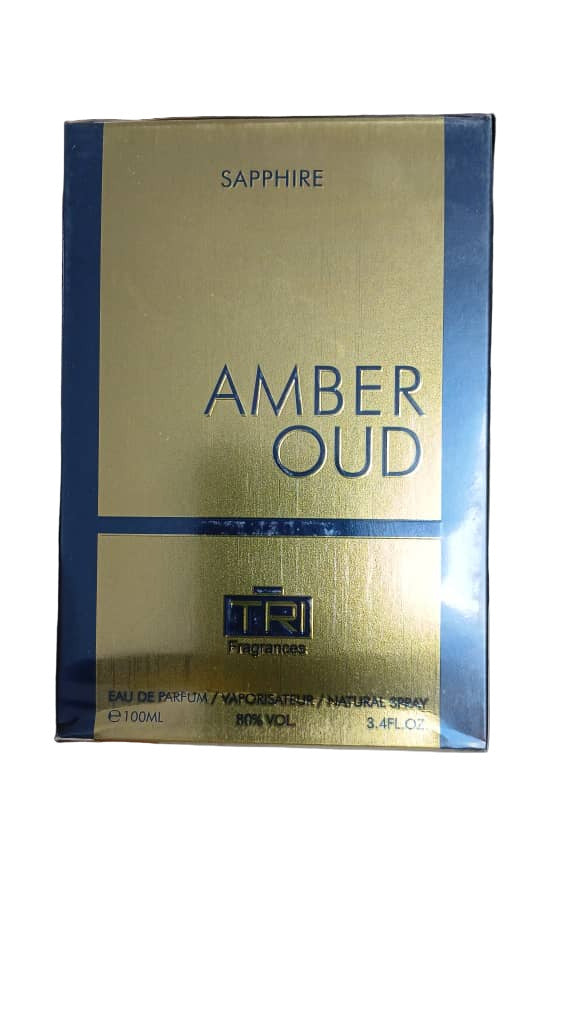 SAPPHIRE
AMBER
OUD
TRI
Fragrances
EAU DE PARFUM / VAPORISATEUR / NATURAL SPRAY
℮100ML 80% VOL. 3.4FL.OZ.